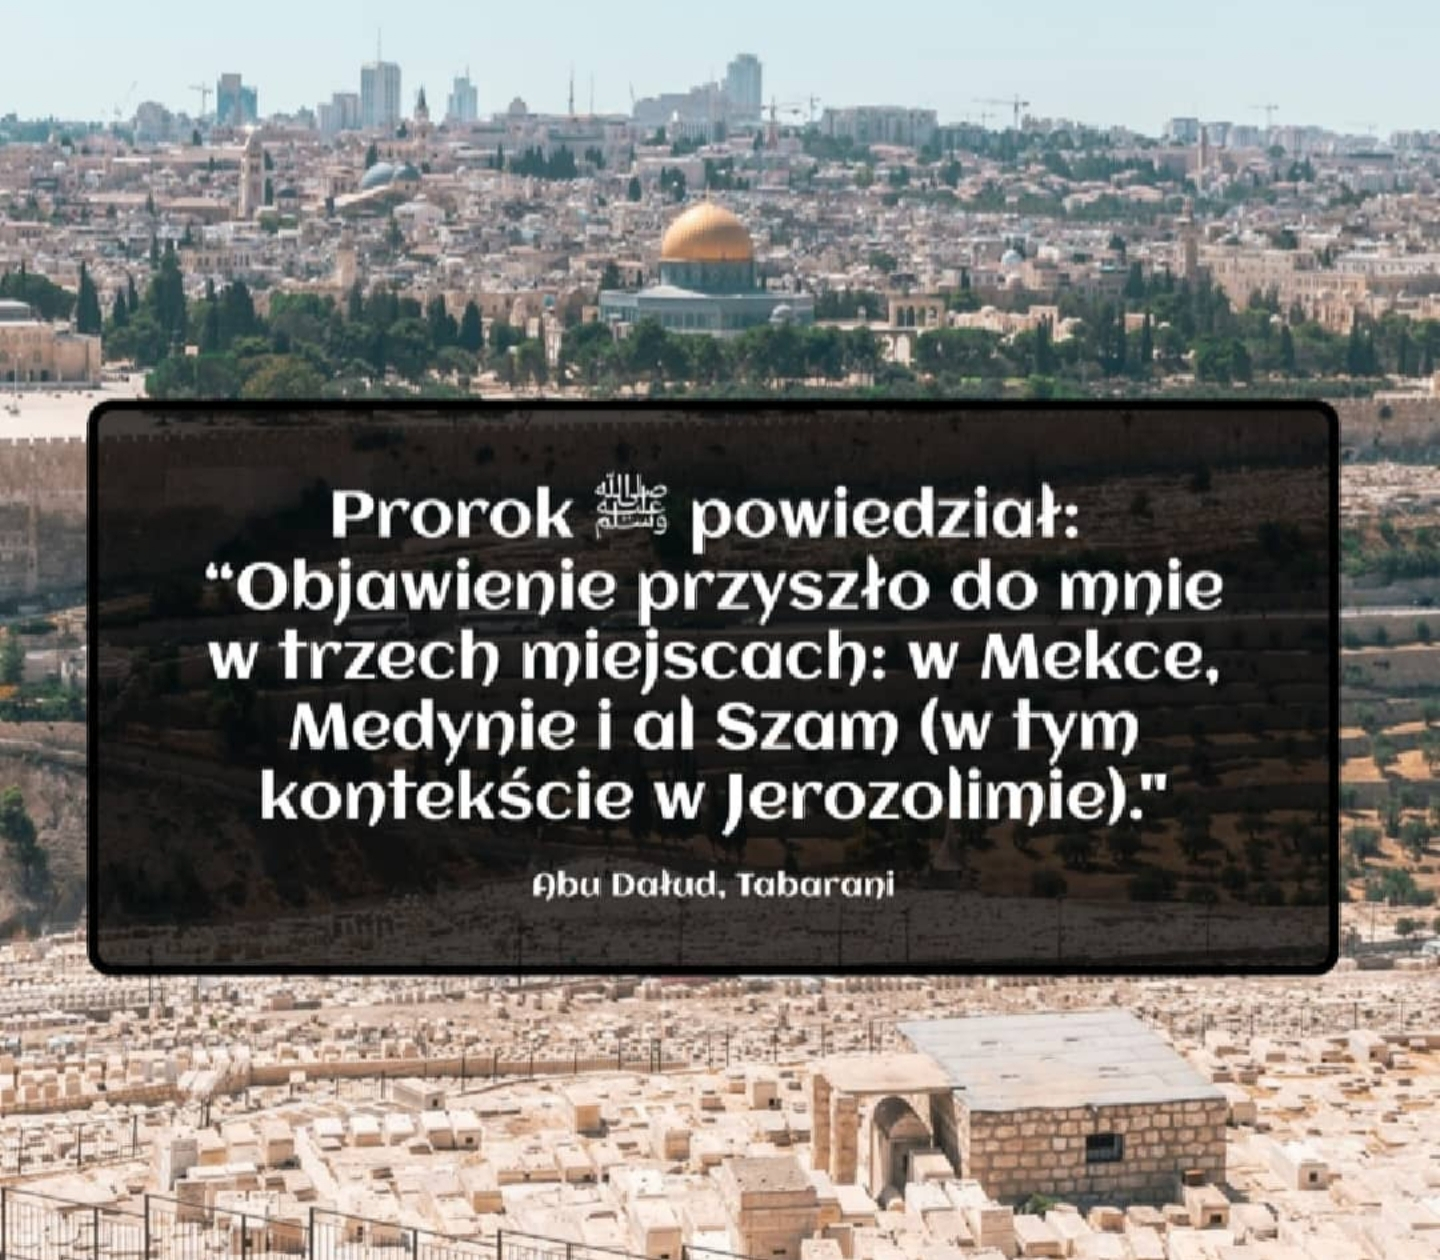 Prorok ﷺ powiedział:
“Objawienie przyszło do mnie
w trzech miejscach: w Mekce,
Medynie i al Szam (w tym
kontekście w Jerozolimie)."
Abu Dałud, Tabarani